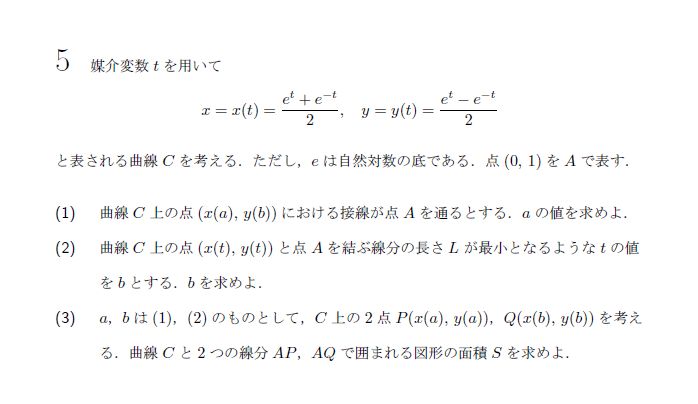 5 媒介変数 t を用いて
x = x(t) = \frac{e^t + e^{-t}}{2}, y = y(t) = \frac{e^t - e^{-t}}{2}
と表される曲線 C を考える．ただし，e は自然対数の底である．点 (0, 1) を A で表す．
(1) 曲線 C 上の点 (x(a), y(b)) における接線が点 A を通るとする．a の値を求めよ．
(2) 曲線 C 上の点 (x(t), y(t)) と点 A を結ぶ線分の長さ L が最小となるような t の値
を b とする．b を求めよ．
(3) a，b は (1)，(2) のものとして，C 上の 2 点 P(x(a), y(a))，Q(x(b), y(b)) を考え
る．曲線 C と 2 つの線分 AP，AQ で囲まれる図形の面積 S を求めよ．